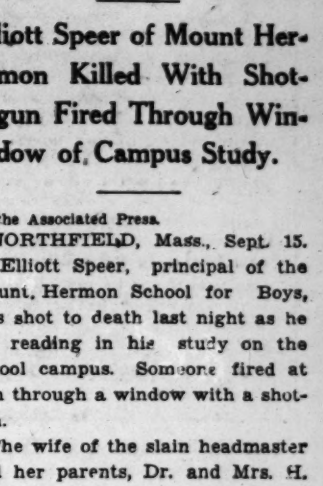 liott Speer of Mount Her-
mon Killed With Shot-
gun Fired Through Win-
dow of Campus Study.
he Associated Press.
NORTHFIELD, Mass., Sept. 15.
Elliott Speer, principal of the
unt. Hermon School for Boys,
s shot to death last night as he
reading in his study on the
ool campus. Someone fired at
through a window with a shot-
he wife of the slain headmaster
her parents, Dr. and Mrs. H.